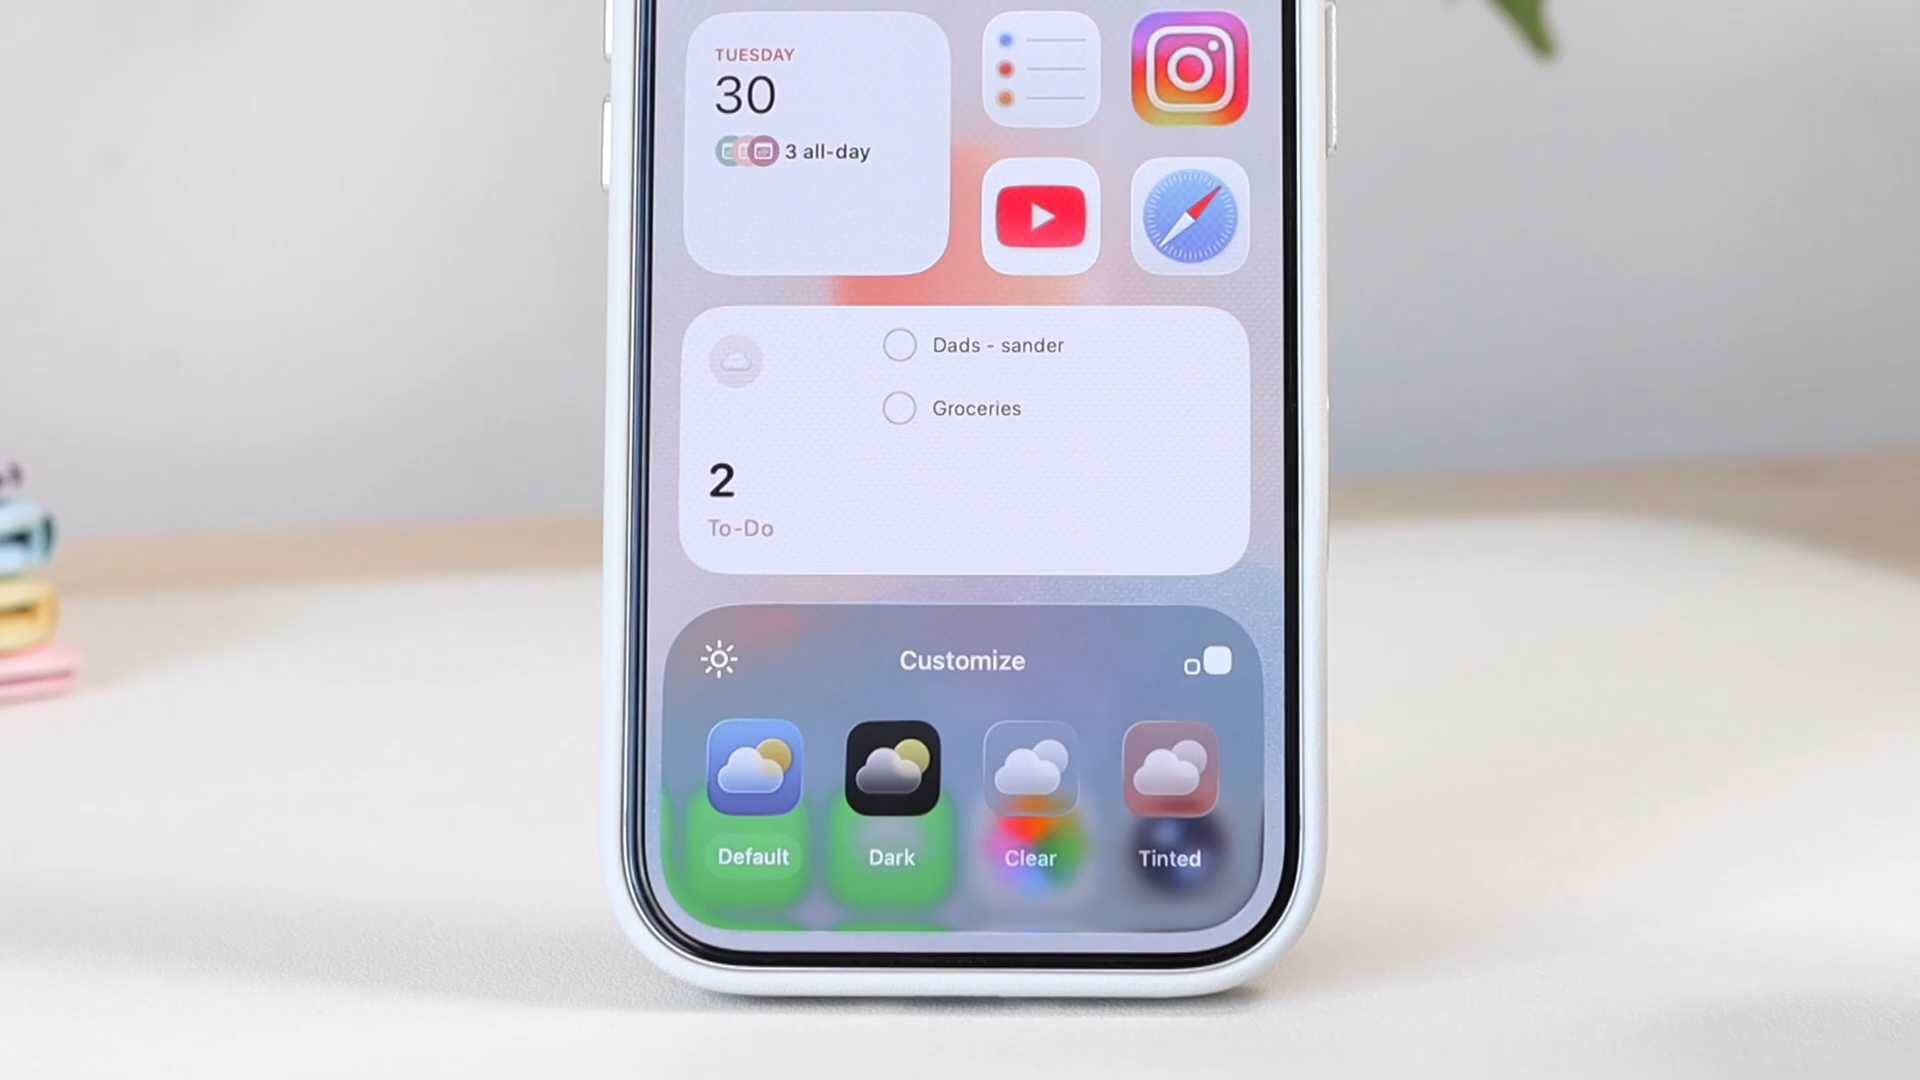 TUESDAY
30
3 all-day
Dads - sander
Groceries
2
To-Do
Customize
Default
Dark
Clear
Tinted